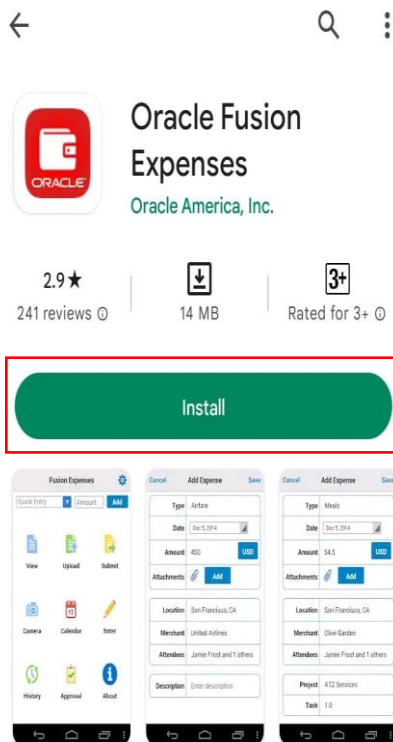 ORACLE
Oracle Fusion
Expenses
Oracle America, Inc.
2.9★
241 reviews
14 MB
3+
Rated for 3+
Install
Fusion Expenses
Quick Entry
Amount
Add
View
Upload
Submit
Camera
Calendar
Enter
History
Approval
About
Cancel
Add Expense
Save
Type Airfare
Date Dec 5, 2014
Amount 450 USD
Attachments Add
Location San Francisco, CA
Merchant United Airlines
Attendees Jamie Frost and 1 others
Description Enter description
Cancel
Add Expense
Save
Type Meals
Date Dec 5, 2014
Amount 54.5 USD
Attachments Add
Location San Francisco, CA
Merchant Olive Garden
Attendees Jamie Frost and 1 others
Project ATZ Services
Task 1.0